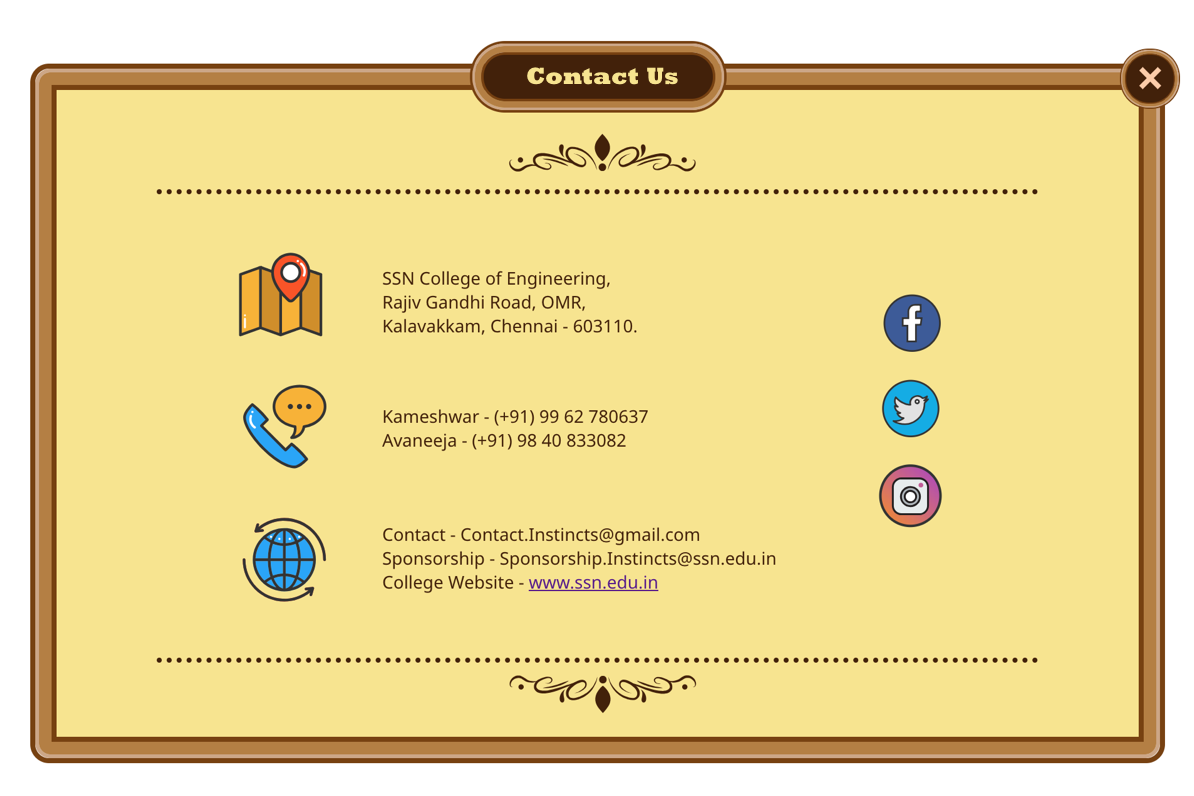 Contact Us
SSN College of Engineering,
Rajiv Gandhi Road, OMR,
Kalavakkam, Chennai - 603110.
Kameshwar - (+91) 99 62 780637
Avaneeja - (+91) 98 40 833082
Contact - Contact.Instincts@gmail.com
Sponsorship - Sponsorship.Instincts@ssn.edu.in
College Website - www.ssn.edu.in